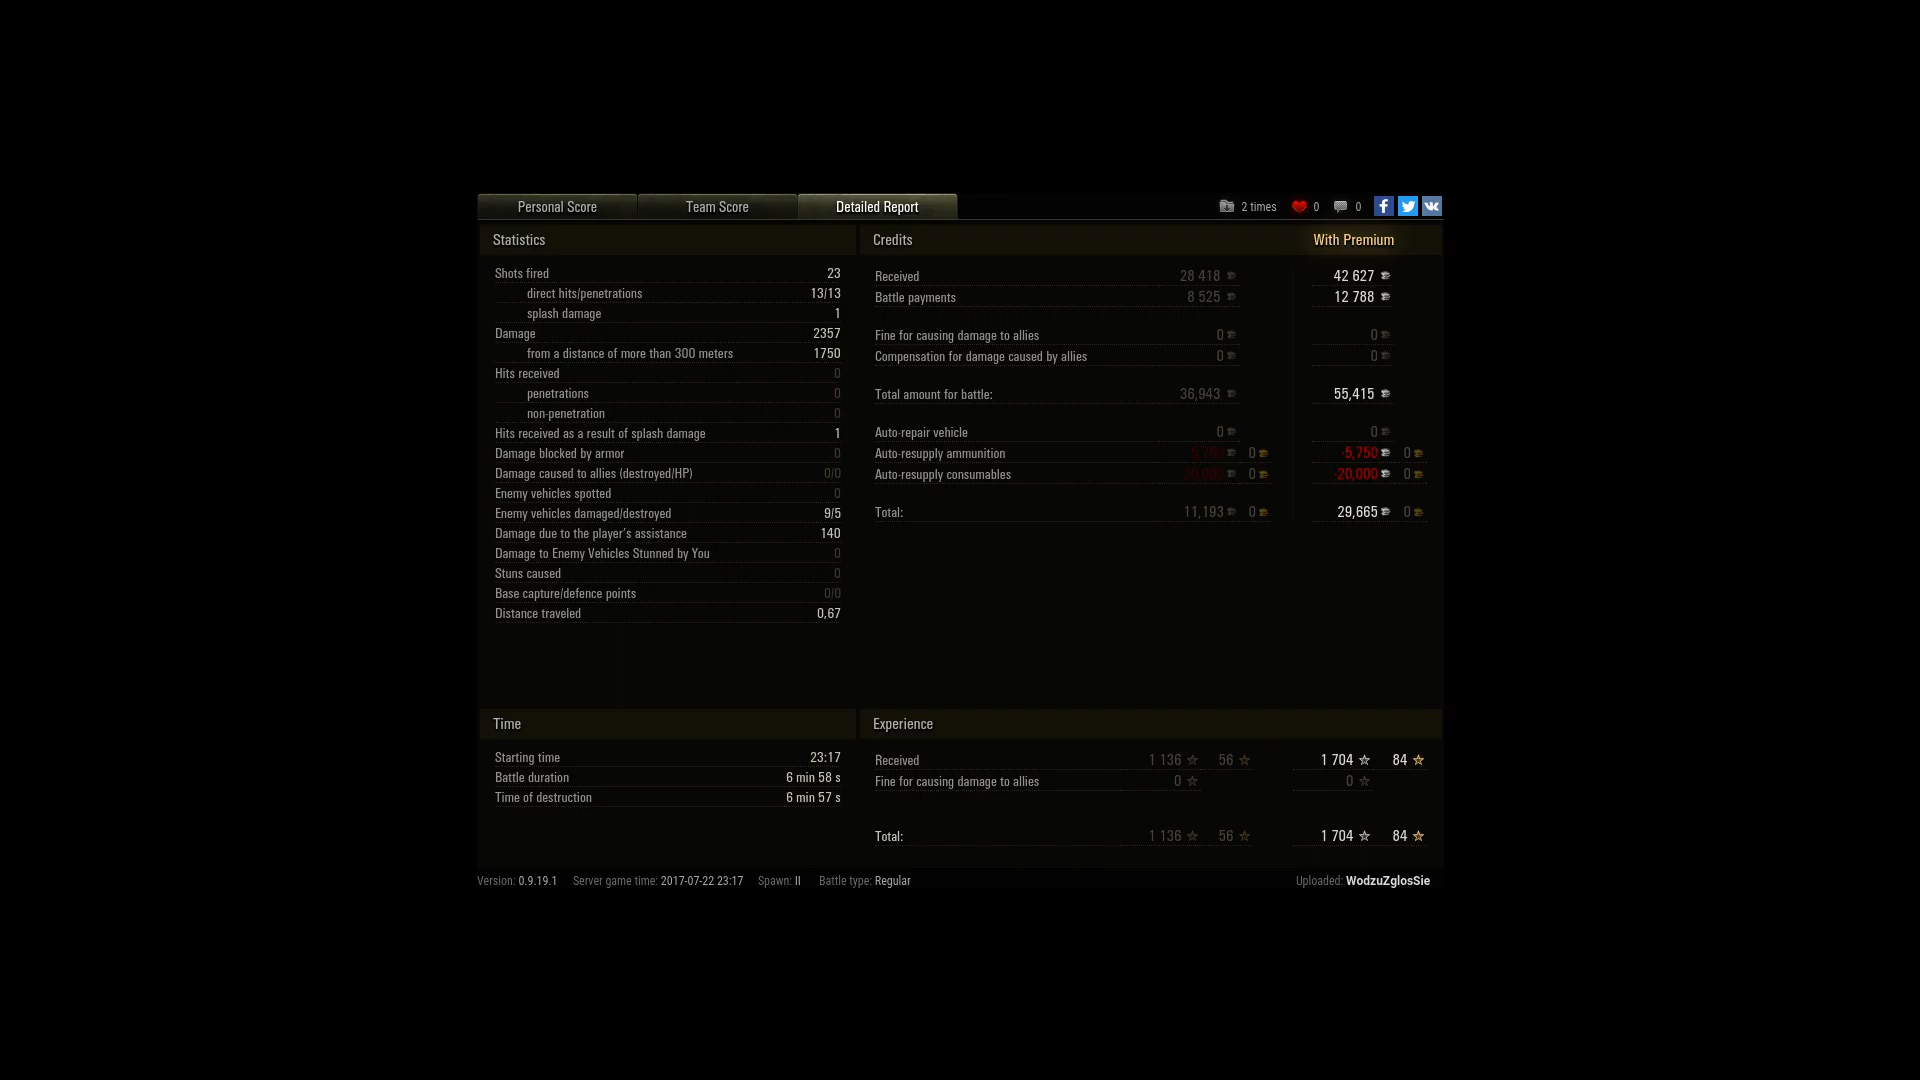 Personal Score Team Score Detailed Report 2 times 0 0
Statistics
Shots fired 23
direct hits/penetrations 13/13
splash damage 1
Damage 2357
from a distance of more than 300 meters 1750
Hits received 0
penetrations 0
non-penetration 0
Hits received as a result of splash damage 1
Damage blocked by armor 0
Damage caused to allies (destroyed/HP) 0/0
Enemy vehicles spotted 0
Enemy vehicles damaged/destroyed 9/5
Damage due to the player's assistance 140
Damage to Enemy Vehicles Stunned by You 0
Stuns caused 0
Base capture/defence points 0/0
Distance traveled 0,67
Credits With Premium
Received 28 418 42 627
Battle payments 8 525 12 788
Fine for causing damage to allies 0 0
Compensation for damage caused by allies 0 0
Total amount for battle: 36,943 55,415
Auto-repair vehicle 0 0
Auto-resupply ammunition -5,750 0 -5,750 0
Auto-resupply consumables -20,000 0 -20,000 0
Total: 11,193 0 29,665 0
Time
Starting time 23:17
Battle duration 6 min 58 s
Time of destruction 6 min 57 s
Experience
Received 1 136 56 1 704 84
Fine for causing damage to allies 0 0
Total: 1 136 56 1 704 84
Version: 0.9.19.1 Server game time: 2017-07-22 23:17 Spawn: II Battle type: Regular Uploaded: WodzuZglosSie